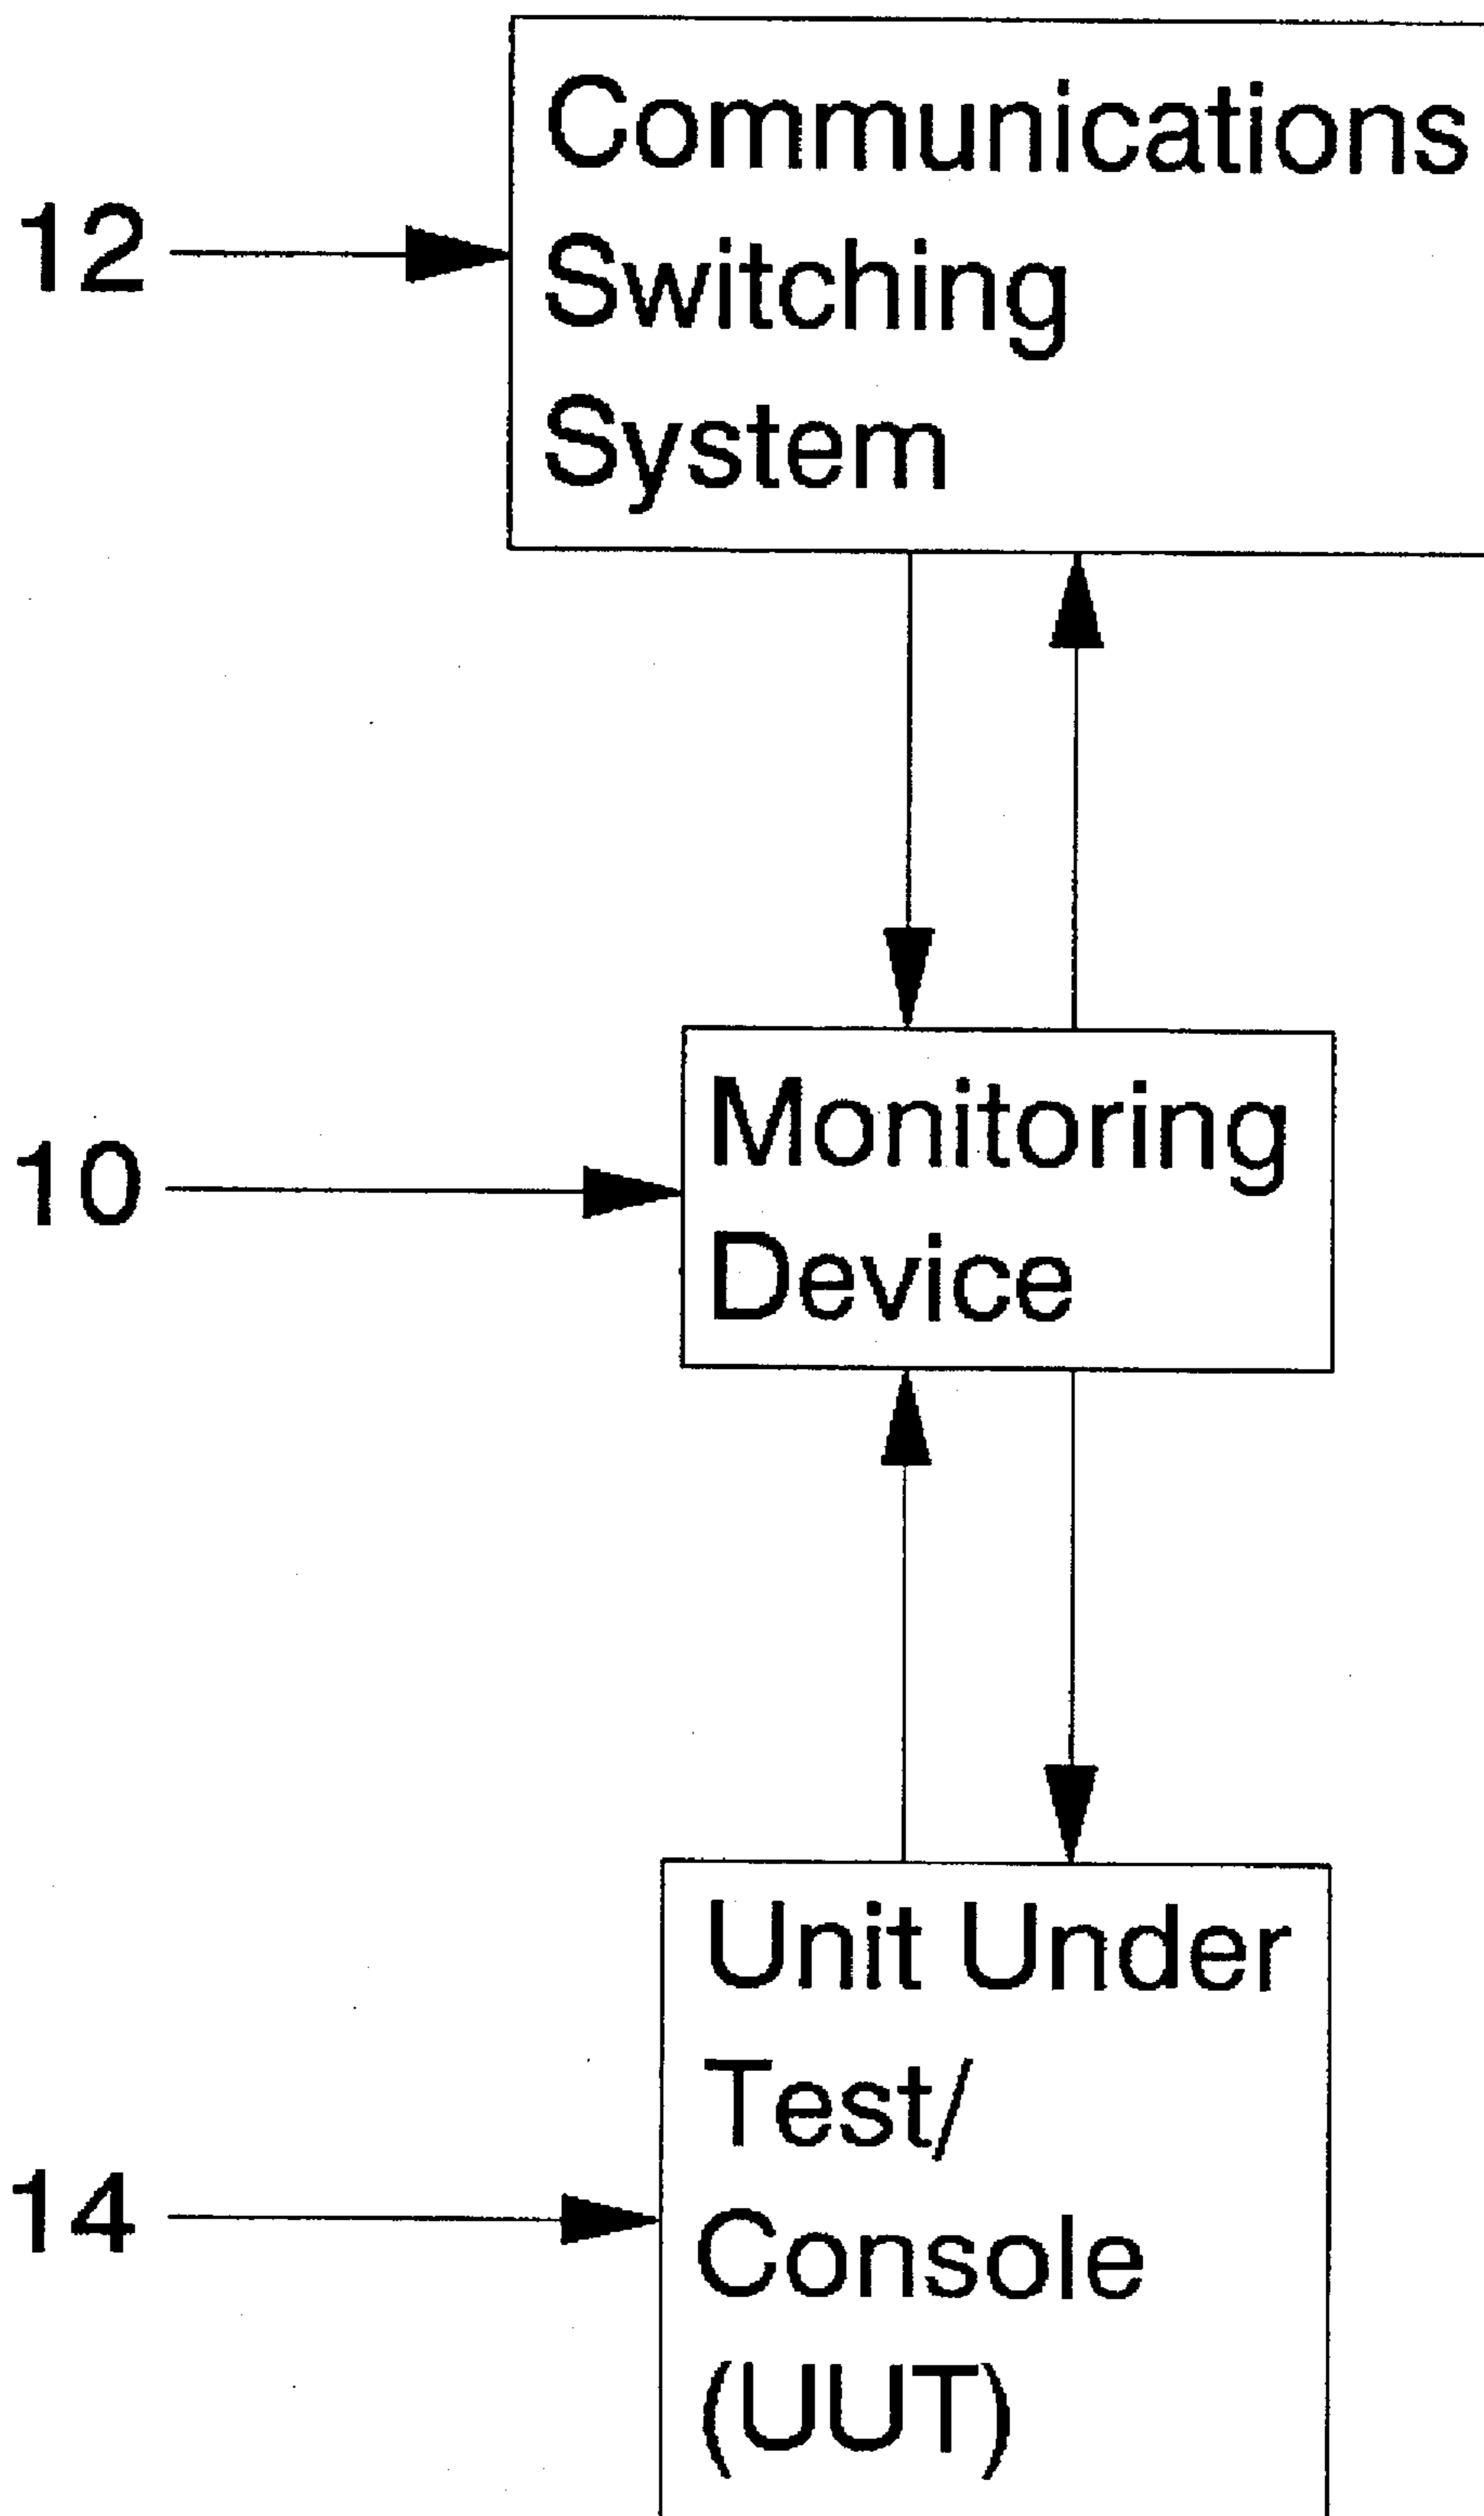 Communications
12
Switching
System
10
Monitoring
Device
Unit Under
Test/
14
Console
(UUT)